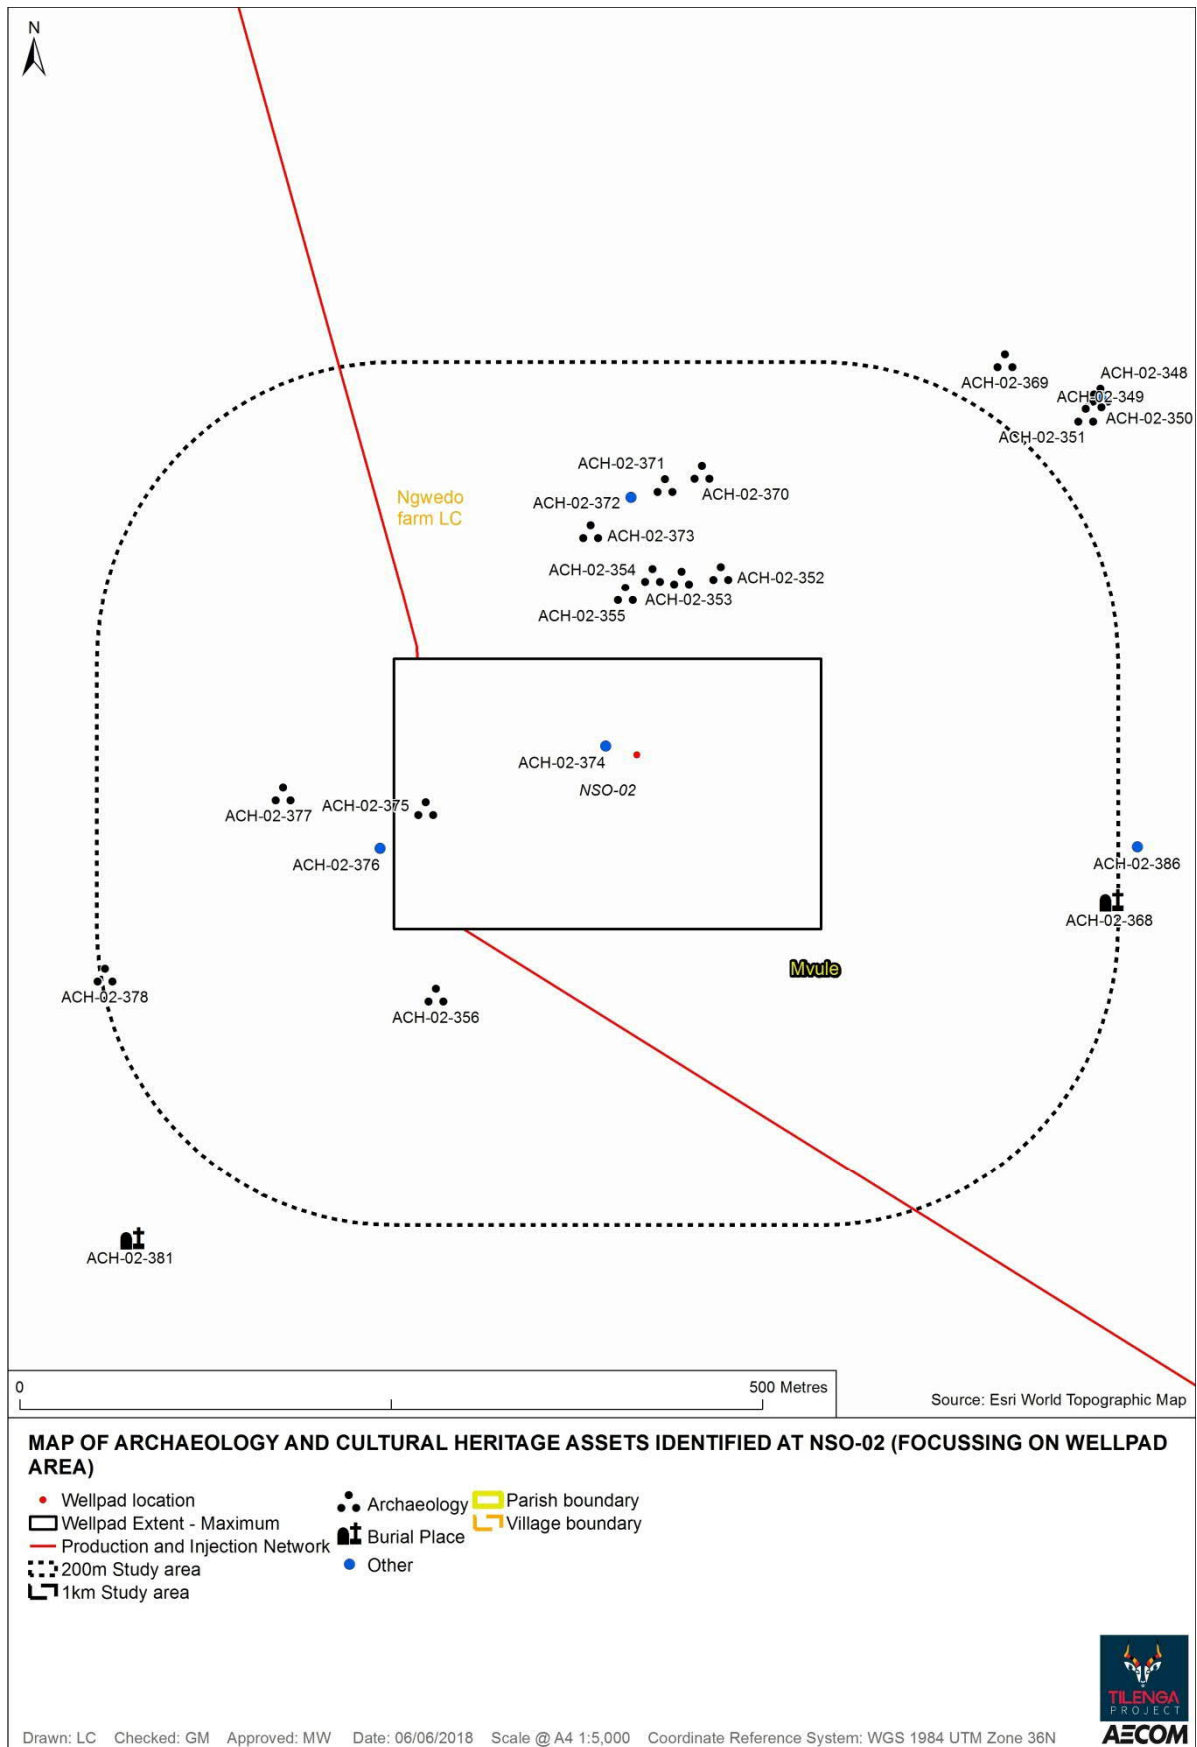 N
ACH-02-369
ACH-02-348
ACH-02-349
ACH-02-350
ACH-02-351
ACH-02-371
ACH-02-370
Ngwedo
farm LC
ACH-02-372
ACH-02-373
ACH-02-354
ACH-02-352
ACH-02-353
ACH-02-355
ACH-02-374
NSO-02
ACH-02-375
ACH-02-377
ACH-02-376
ACH-02-386
ACH-02-368
Mvule
ACH-02-378
ACH-02-356
ACH-02-381
0 500 Metres
Source: Esri World Topographic Map
MAP OF ARCHAEOLOGY AND CULTURAL HERITAGE ASSETS IDENTIFIED AT NSO-02 (FOCUSSING ON WELLPAD
AREA)
Wellpad location
Wellpad Extent - Maximum
Production and Injection Network
200m Study area
1km Study area
Archaeology
Burial Place
Other
Parish boundary
Village boundary
TILENGA
PROJECT
AECOM
Drawn: LC Checked: GM Approved: MW Date: 06/06/2018 Scale @ A4 1:5,000 Coordinate Reference System: WGS 1984 UTM Zone 36N